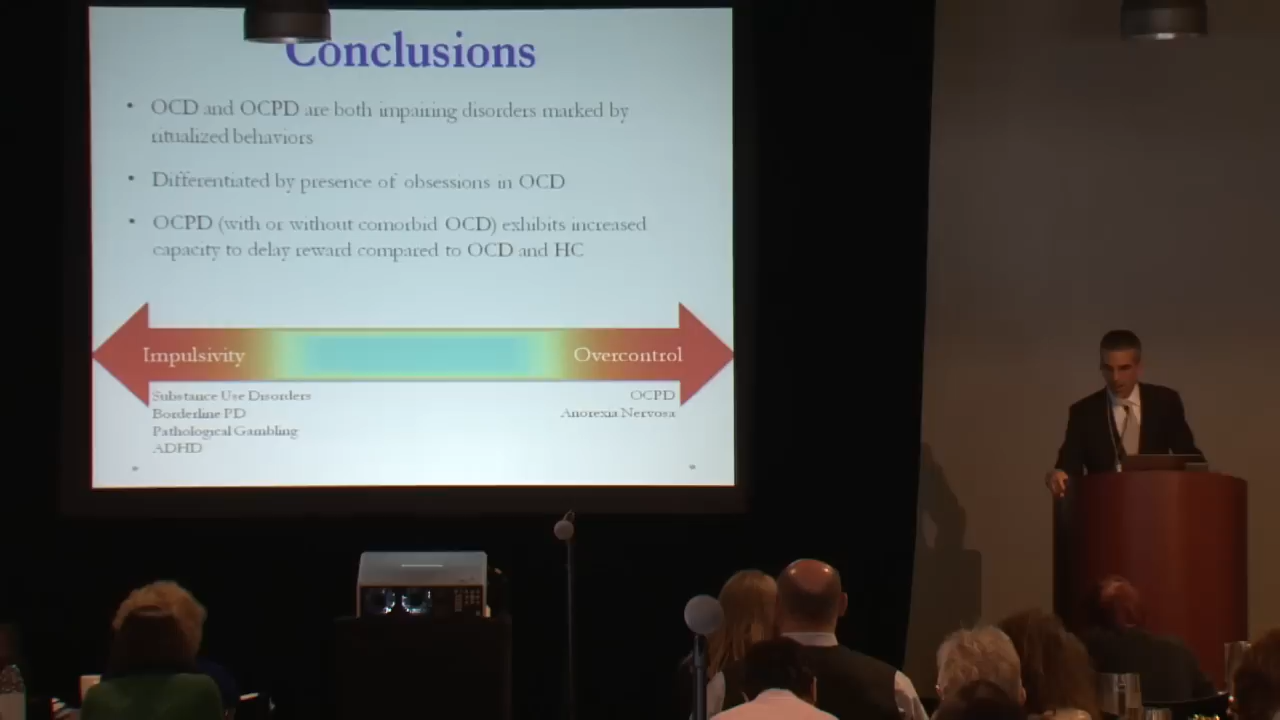 Conclusions
• OCD and OCPD are both impairing disorders marked by
ritualized behaviors
• Differentiated by presence of obsessions in OCD
• OCPD (with or without comorbid OCD) exhibits increased
capacity to delay reward compared to OCD and HC
Impulsivity
Overcontrol
Substance Use Disorders
Borderline PD
Pathological Gambling
ADHD
OCPD
Anorexia Nervosa